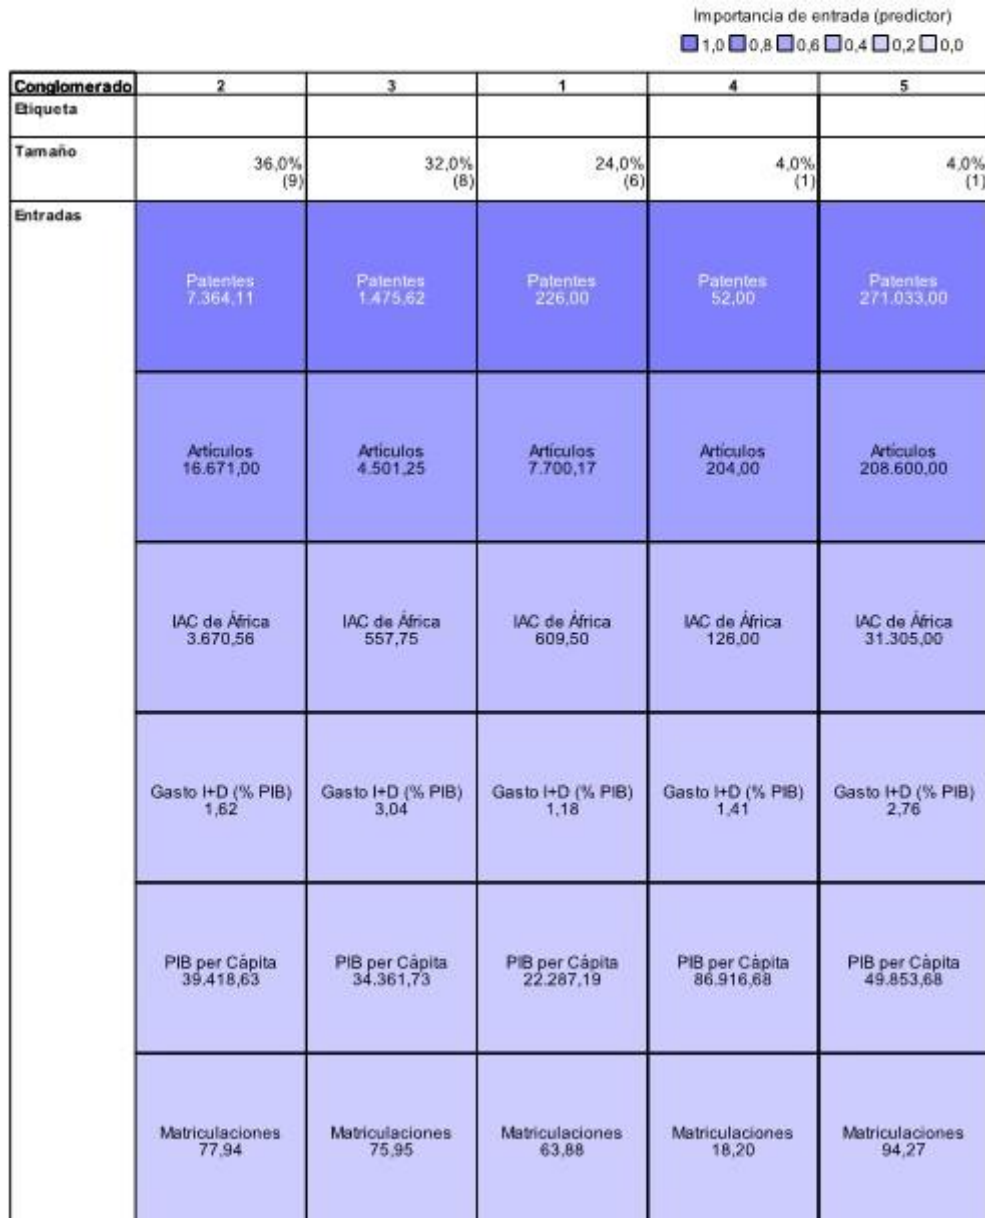 Importancia de entrada (predictor)
1,0 0,8 0,6 0,4 0,2 0,0
Conglomerado 2 3 1 4 5
Etiqueta
Tamaño 36,0% 32,0% 24,0% 4,0% 4,0%
(9) (8) (6) (1) (1)
Entradas
Patentes Patentes Patentes Patentes Patentes
7.364,11 1.475,62 226,00 52,00 271.033,00
Artículos Artículos Artículos Artículos Artículos
16.671,00 4.501,25 7.700,17 204,00 208.600,00
IAC de África IAC de África IAC de África IAC de África IAC de África
3.670,56 557,75 609,50 126,00 31.305,00
Gasto I+D (% PIB) Gasto I+D (% PIB) Gasto I+D (% PIB) Gasto I+D (% PIB) Gasto I+D (% PIB)
1,62 3,04 1,18 1,41 2,76
PIB per Cápita PIB per Cápita PIB per Cápita PIB per Cápita PIB per Cápita
39.418,63 34.361,73 22.287,19 86.916,68 49.853,68
Matriculaciones Matriculaciones Matriculaciones Matriculaciones Matriculaciones
77,94 75,95 63,88 18,20 94,27